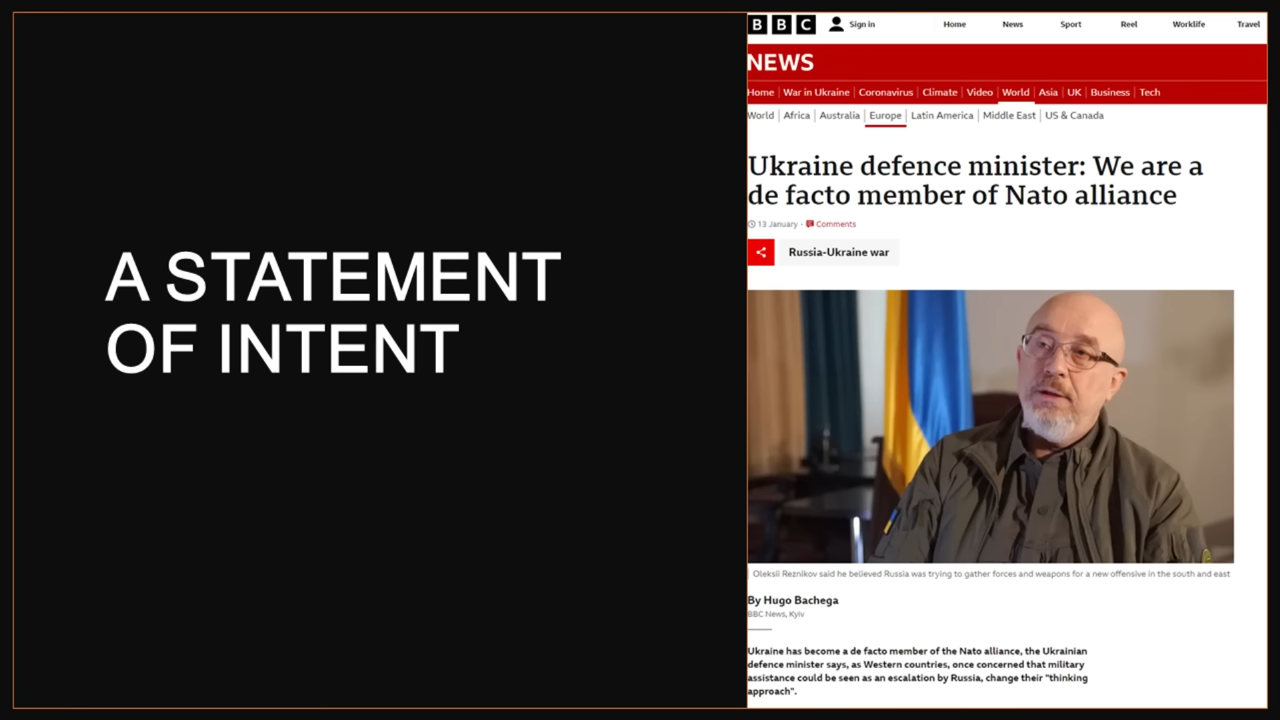 A STATEMENT
OF INTENT
BBC Sign in Home News Sport Reel Worklife Travel
NEWS
Home War in Ukraine Coronavirus Climate Video World Asia UK Business Tech
World Africa Australia Europe Latin America Middle East US & Canada
Ukraine defence minister: We are a
de facto member of Nato alliance
13 January - Comments
Russia-Ukraine war
Oleksii Reznikov said he believed Russia was trying to gather forces and weapons for a new offensive in the south and east
By Hugo Bachega
BBC News, Kyiv
Ukraine has become a de facto member of the Nato alliance, the Ukrainian
defence minister says, as Western countries, once concerned that military
assistance could be seen as an escalation by Russia, change their "thinking
approach".